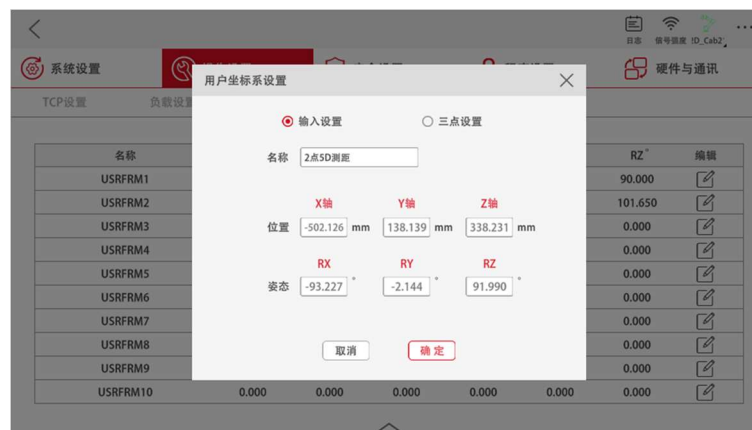 日志 信号强度 !D_Cab2'
系统设置
硬件与通讯
用户坐标系设置
TCP设置 负载设置
输入设置 三点设置
名称 2点5D测距
X轴 Y轴 Z轴
位置 -502.126 mm 138.139 mm 338.231 mm
RX RY RZ
姿态 -93.227 ° -2.144 ° 91.990 °
取消 确定
名称 RZ° 编辑
USRFRM1 90.000
USRFRM2 101.650
USRFRM3 0.000
USRFRM4 0.000
USRFRM5 0.000
USRFRM6 0.000
USRFRM7 0.000
USRFRM8 0.000
USRFRM9 0.000
USRFRM10 0.000 0.000 0.000 0.000 0.000 0.000